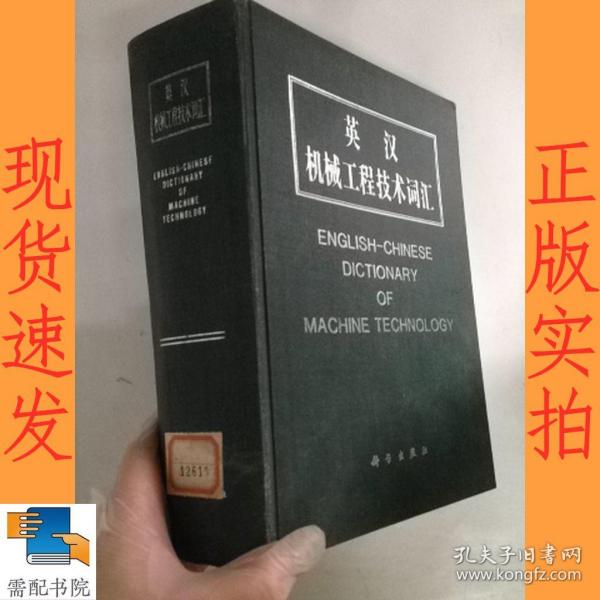 现货速发
正版实拍
英汉
机械工程技术词汇
ENGLISH-CHINESE
DICTIONARY
OF
MACHINE TECHNOLOGY
英汉
机械工程技术词汇
ENGLISH-CHINESE
DICTIONARY
OF
MACHINE TECHNOLOGY
科学出版社
需配书院
孔夫子旧书网
www.kongfz.com